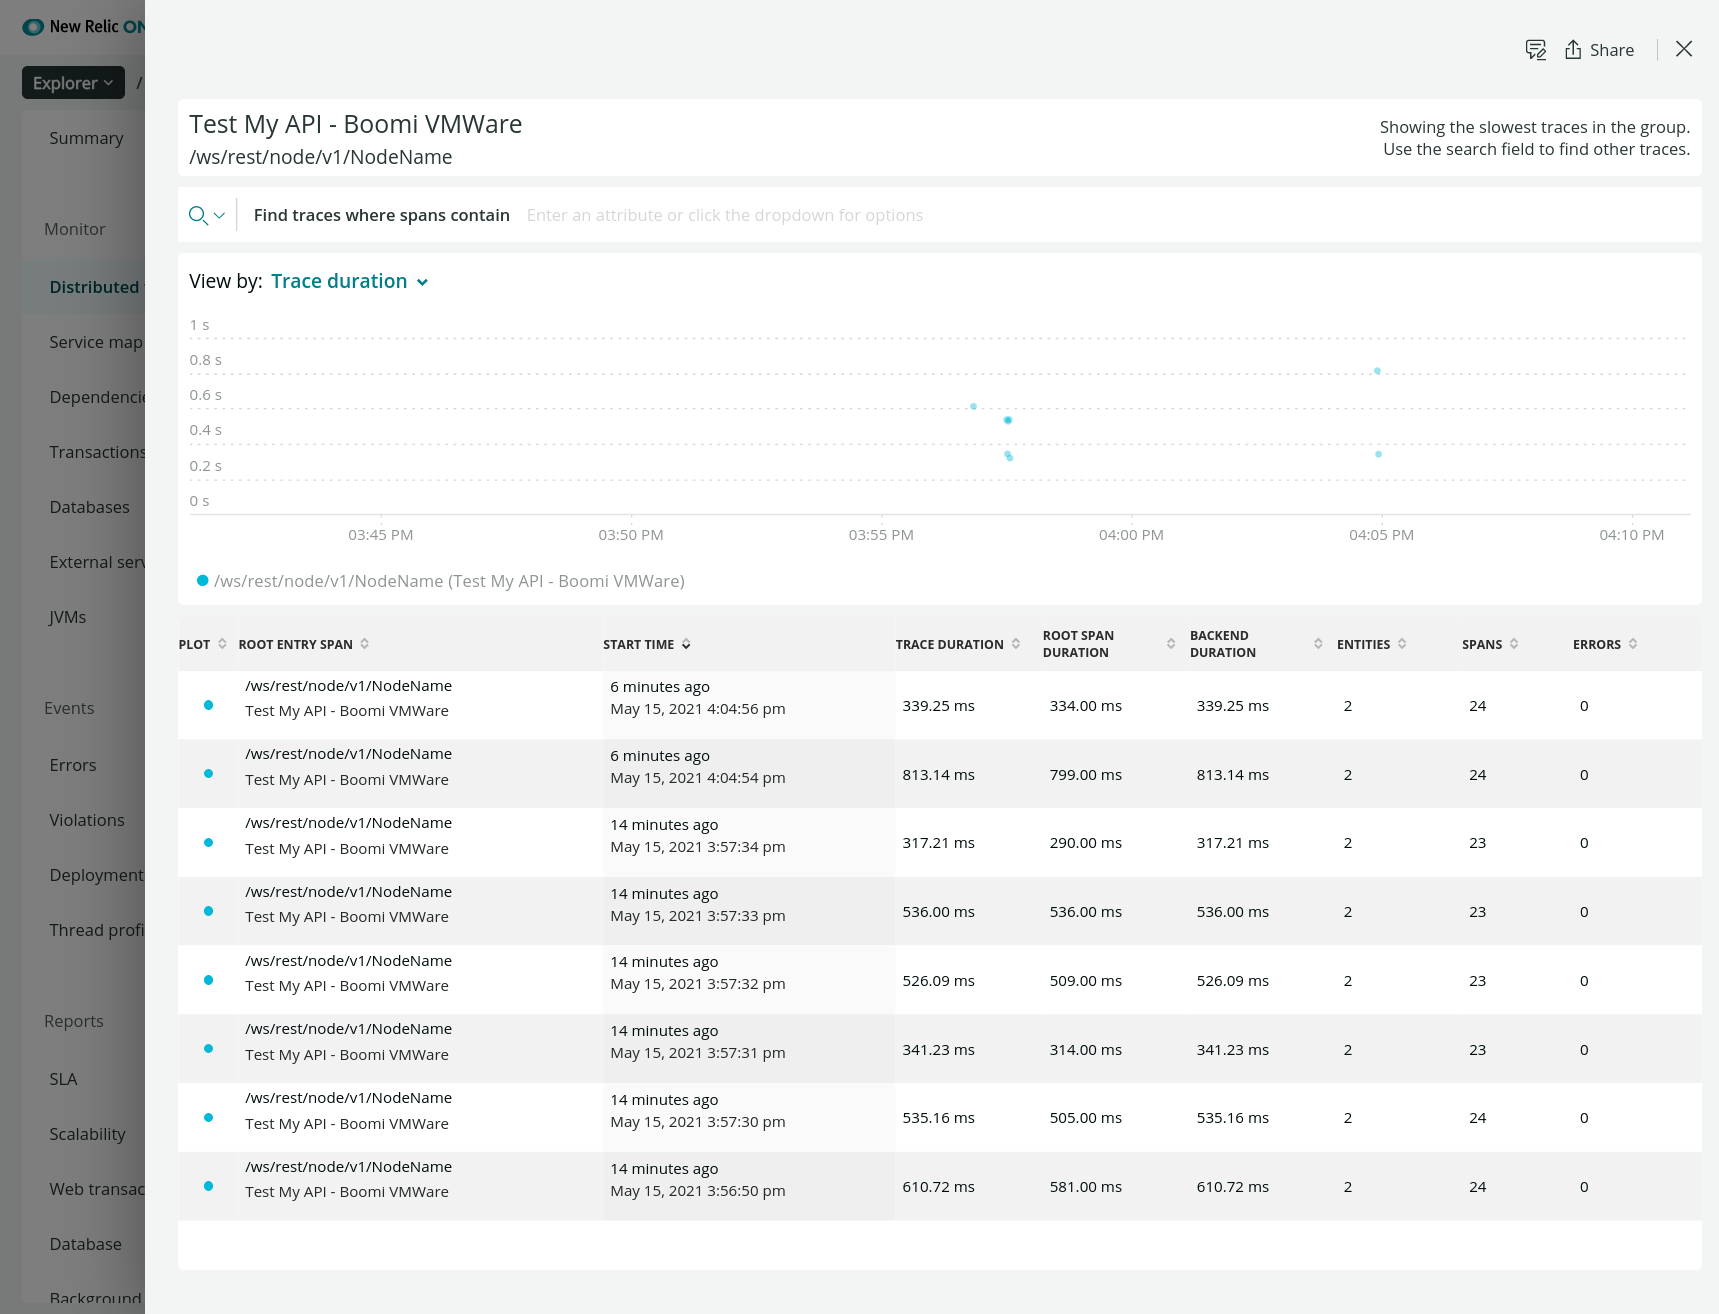 New Relic ON
Explorer /
Summary
Monitor
Distributed
Service map
Dependencie
Transactions
Databases
External serv
JVMs
Events
Errors
Violations
Deployment
Thread profi
Reports
SLA
Scalability
Web transac
Database
Background
Share
Test My API - Boomi VMWare
/ws/rest/node/v1/NodeName
Showing the slowest traces in the group.
Use the search field to find other traces.
Find traces where spans contain Enter an attribute or click the dropdown for options
View by: Trace duration
1 s
0.8 s
0.6 s
0.4 s
0.2 s
0 s
03:45 PM 03:50 PM 03:55 PM 04:00 PM 04:05 PM 04:10 PM
/ws/rest/node/v1/NodeName (Test My API - Boomi VMWare)
PLOT ROOT ENTRY SPAN START TIME TRACE DURATION ROOT SPAN DURATION BACKEND DURATION ENTITIES SPANS ERRORS
/ws/rest/node/v1/NodeName 6 minutes ago
Test My API - Boomi VMWare May 15, 2021 4:04:56 pm 339.25 ms 334.00 ms 339.25 ms 2 24 0
/ws/rest/node/v1/NodeName 6 minutes ago
Test My API - Boomi VMWare May 15, 2021 4:04:54 pm 813.14 ms 799.00 ms 813.14 ms 2 24 0
/ws/rest/node/v1/NodeName 14 minutes ago
Test My API - Boomi VMWare May 15, 2021 3:57:34 pm 317.21 ms 290.00 ms 317.21 ms 2 23 0
/ws/rest/node/v1/NodeName 14 minutes ago
Test My API - Boomi VMWare May 15, 2021 3:57:33 pm 536.00 ms 536.00 ms 536.00 ms 2 23 0
/ws/rest/node/v1/NodeName 14 minutes ago
Test My API - Boomi VMWare May 15, 2021 3:57:32 pm 526.09 ms 509.00 ms 526.09 ms 2 23 0
/ws/rest/node/v1/NodeName 14 minutes ago
Test My API - Boomi VMWare May 15, 2021 3:57:31 pm 341.23 ms 314.00 ms 341.23 ms 2 23 0
/ws/rest/node/v1/NodeName 14 minutes ago
Test My API - Boomi VMWare May 15, 2021 3:57:30 pm 535.16 ms 505.00 ms 535.16 ms 2 24 0
/ws/rest/node/v1/NodeName 14 minutes ago
Test My API - Boomi VMWare May 15, 2021 3:56:50 pm 610.72 ms 581.00 ms 610.72 ms 2 24 0